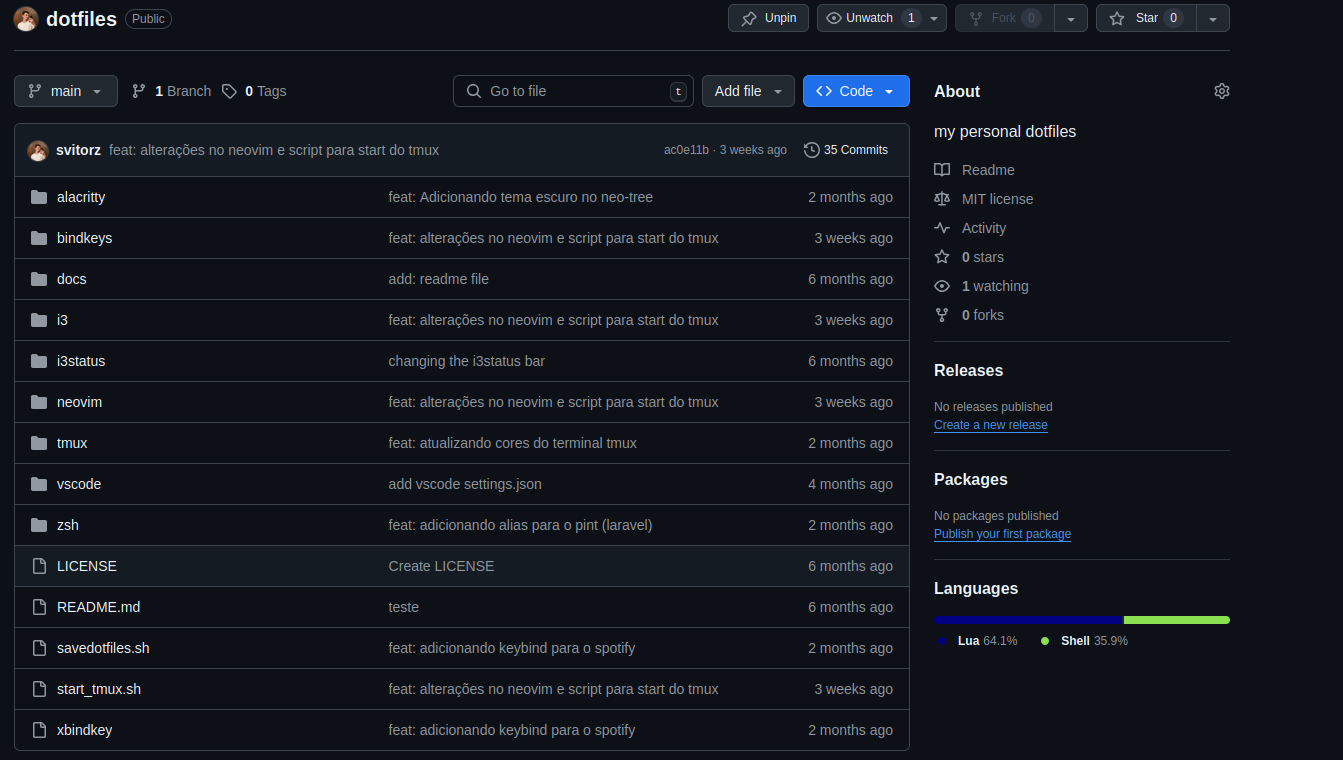 dotfiles Public Unpin Unwatch 1 Fork 0 Star 0
main 1 Branch 0 Tags Go to file t Add file Code
svitorz feat: alterações no neovim e script para start do tmux ac0e11b · 3 weeks ago 35 Commits
alacritty feat: Adicionando tema escuro no neo-tree 2 months ago
bindkeys feat: alterações no neovim e script para start do tmux 3 weeks ago
docs add: readme file 6 months ago
i3 feat: alterações no neovim e script para start do tmux 3 weeks ago
i3status changing the i3status bar 6 months ago
neovim feat: alterações no neovim e script para start do tmux 3 weeks ago
tmux feat: atualizando cores do terminal tmux 2 months ago
vscode add vscode settings.json 4 months ago
zsh feat: adicionando alias para o pint (laravel) 2 months ago
LICENSE Create LICENSE 6 months ago
README.md teste 6 months ago
savedotfiles.sh feat: adicionando keybind para o spotify 2 months ago
start_tmux.sh feat: alterações no neovim e script para start do tmux 3 weeks ago
xbindkey feat: adicionando keybind para o spotify 2 months ago
About
my personal dotfiles
Readme
MIT license
Activity
0 stars
1 watching
0 forks
Releases
No releases published
Create a new release
Packages
No packages published
Publish your first package
Languages
Lua 64.1% Shell 35.9%